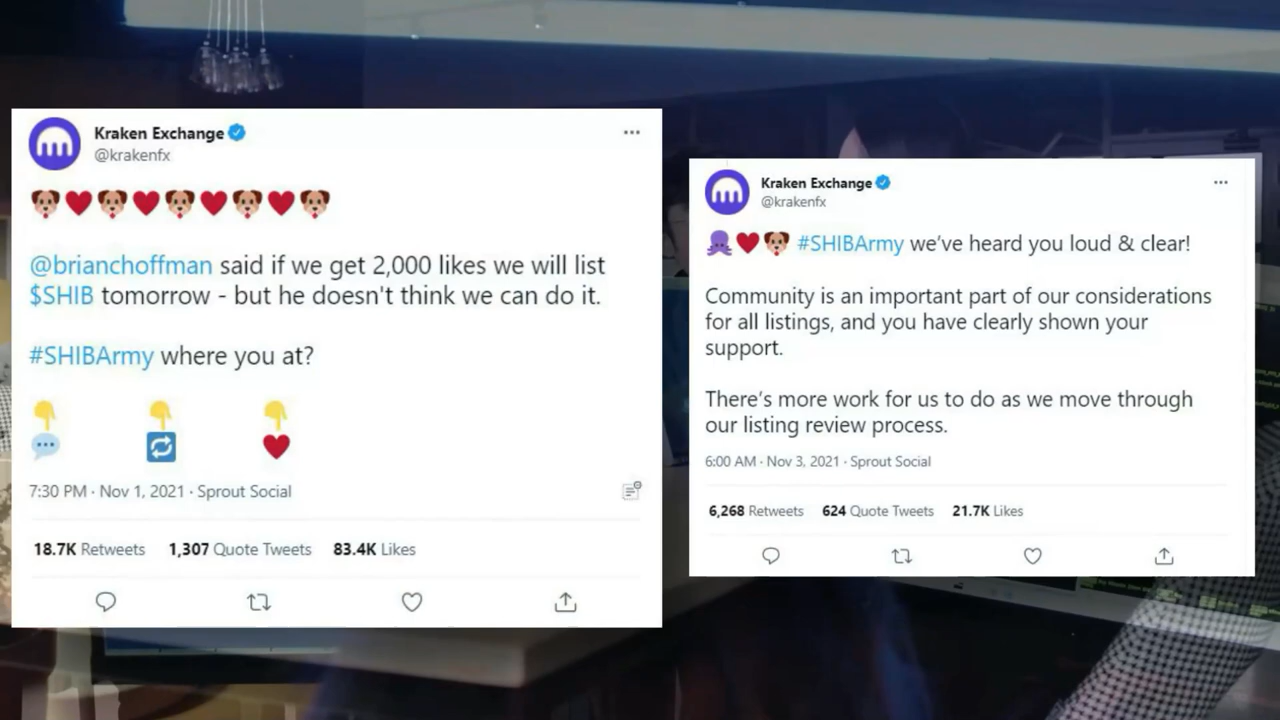 Kraken Exchange
@krakenfx
🐶❤️🐶❤️🐶❤️🐶❤️🐶
@brianchoffman said if we get 2,000 likes we will list
$SHIB tomorrow - but he doesn't think we can do it.
#SHIBArmy where you at?
👇 👇 👇
💬 🔁 ❤️
7:30 PM · Nov 1, 2021 · Sprout Social
18.7K Retweets 1,307 Quote Tweets 83.4K Likes
Kraken Exchange
@krakenfx
🐙❤️🐶 #SHIBArmy we’ve heard you loud & clear!
Community is an important part of our considerations
for all listings, and you have clearly shown your
support.
There’s more work for us to do as we move through
our listing review process.
6:00 AM · Nov 3, 2021 · Sprout Social
6,268 Retweets 624 Quote Tweets 21.7K Likes